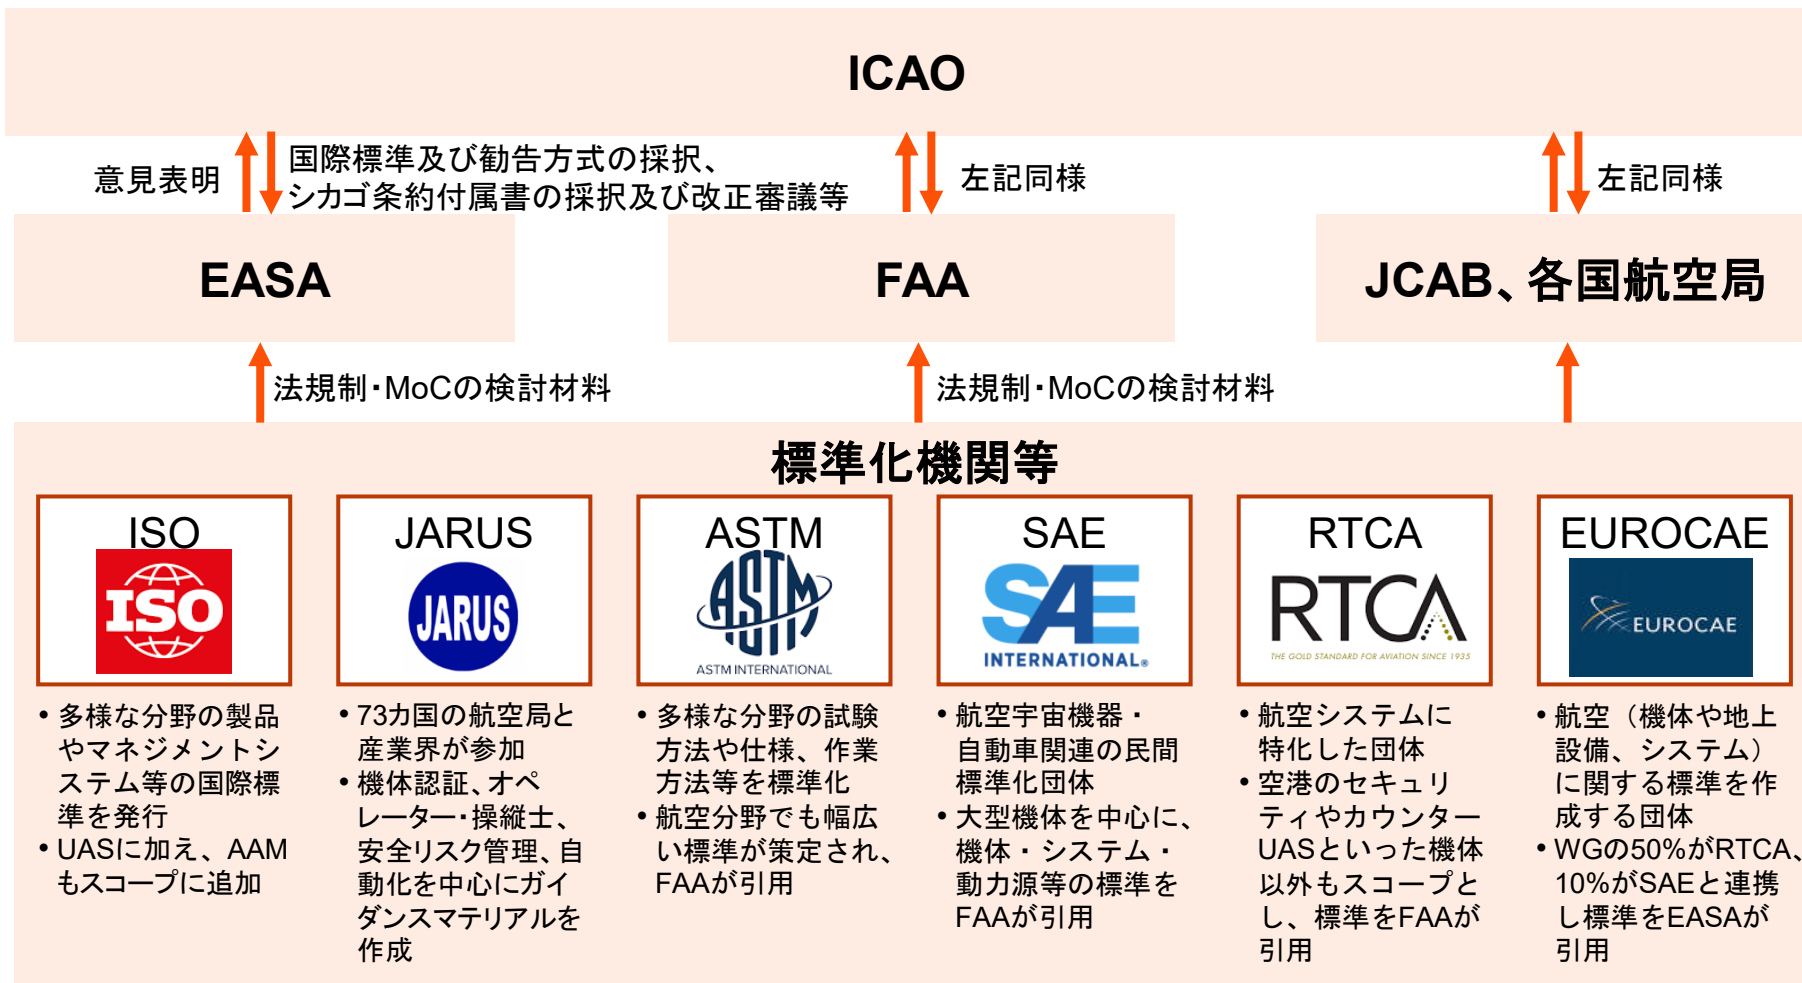 ICAO
意見表明
国際標準及び勧告方式の採択、
シカゴ条約付属書の採択及び改正審議等
左記同様
左記同様
EASA
FAA
JCAB、各国航空局
法規制・MoCの検討材料
法規制・MoCの検討材料
標準化機関等
ISO
ISO
• 多様な分野の製品
やマネジメントシ
ステム等の国際標
準を発行
• UASに加え、AAM
もスコープに追加
JARUS
JARUS
• 73カ国の航空局と
産業界が参加
• 機体認証、オペ
レーター・操縦士、
安全リスク管理、自
動化を中心にガイ
ダンスマテリアルを
作成
ASTM
ASTM
ASTM INTERNATIONAL
• 多様な分野の試験
方法や仕様、作業
方法等を標準化
• 航空分野でも幅広
い標準が策定され、
FAAが引用
SAE
SAE
INTERNATIONAL®
• 航空宇宙機器・
自動車関連の民間
標準化団体
• 大型機体を中心に、
機体・システム・
動力源等の標準を
FAAが引用
RTCA
RTCA
THE GOLD STANDARD FOR AVIATION SINCE 1935
• 航空システムに
特化した団体
• 空港のセキュリ
ティやカウンター
UASといった機体
以外もスコープと
し、標準をFAAが
引用
EUROCAE
EUROCAE
• 航空（機体や地上
設備、システム）
に関する標準を作
成する団体
• WGの50%がRTCA、
10%がSAEと連携
し標準をEASAが
引用